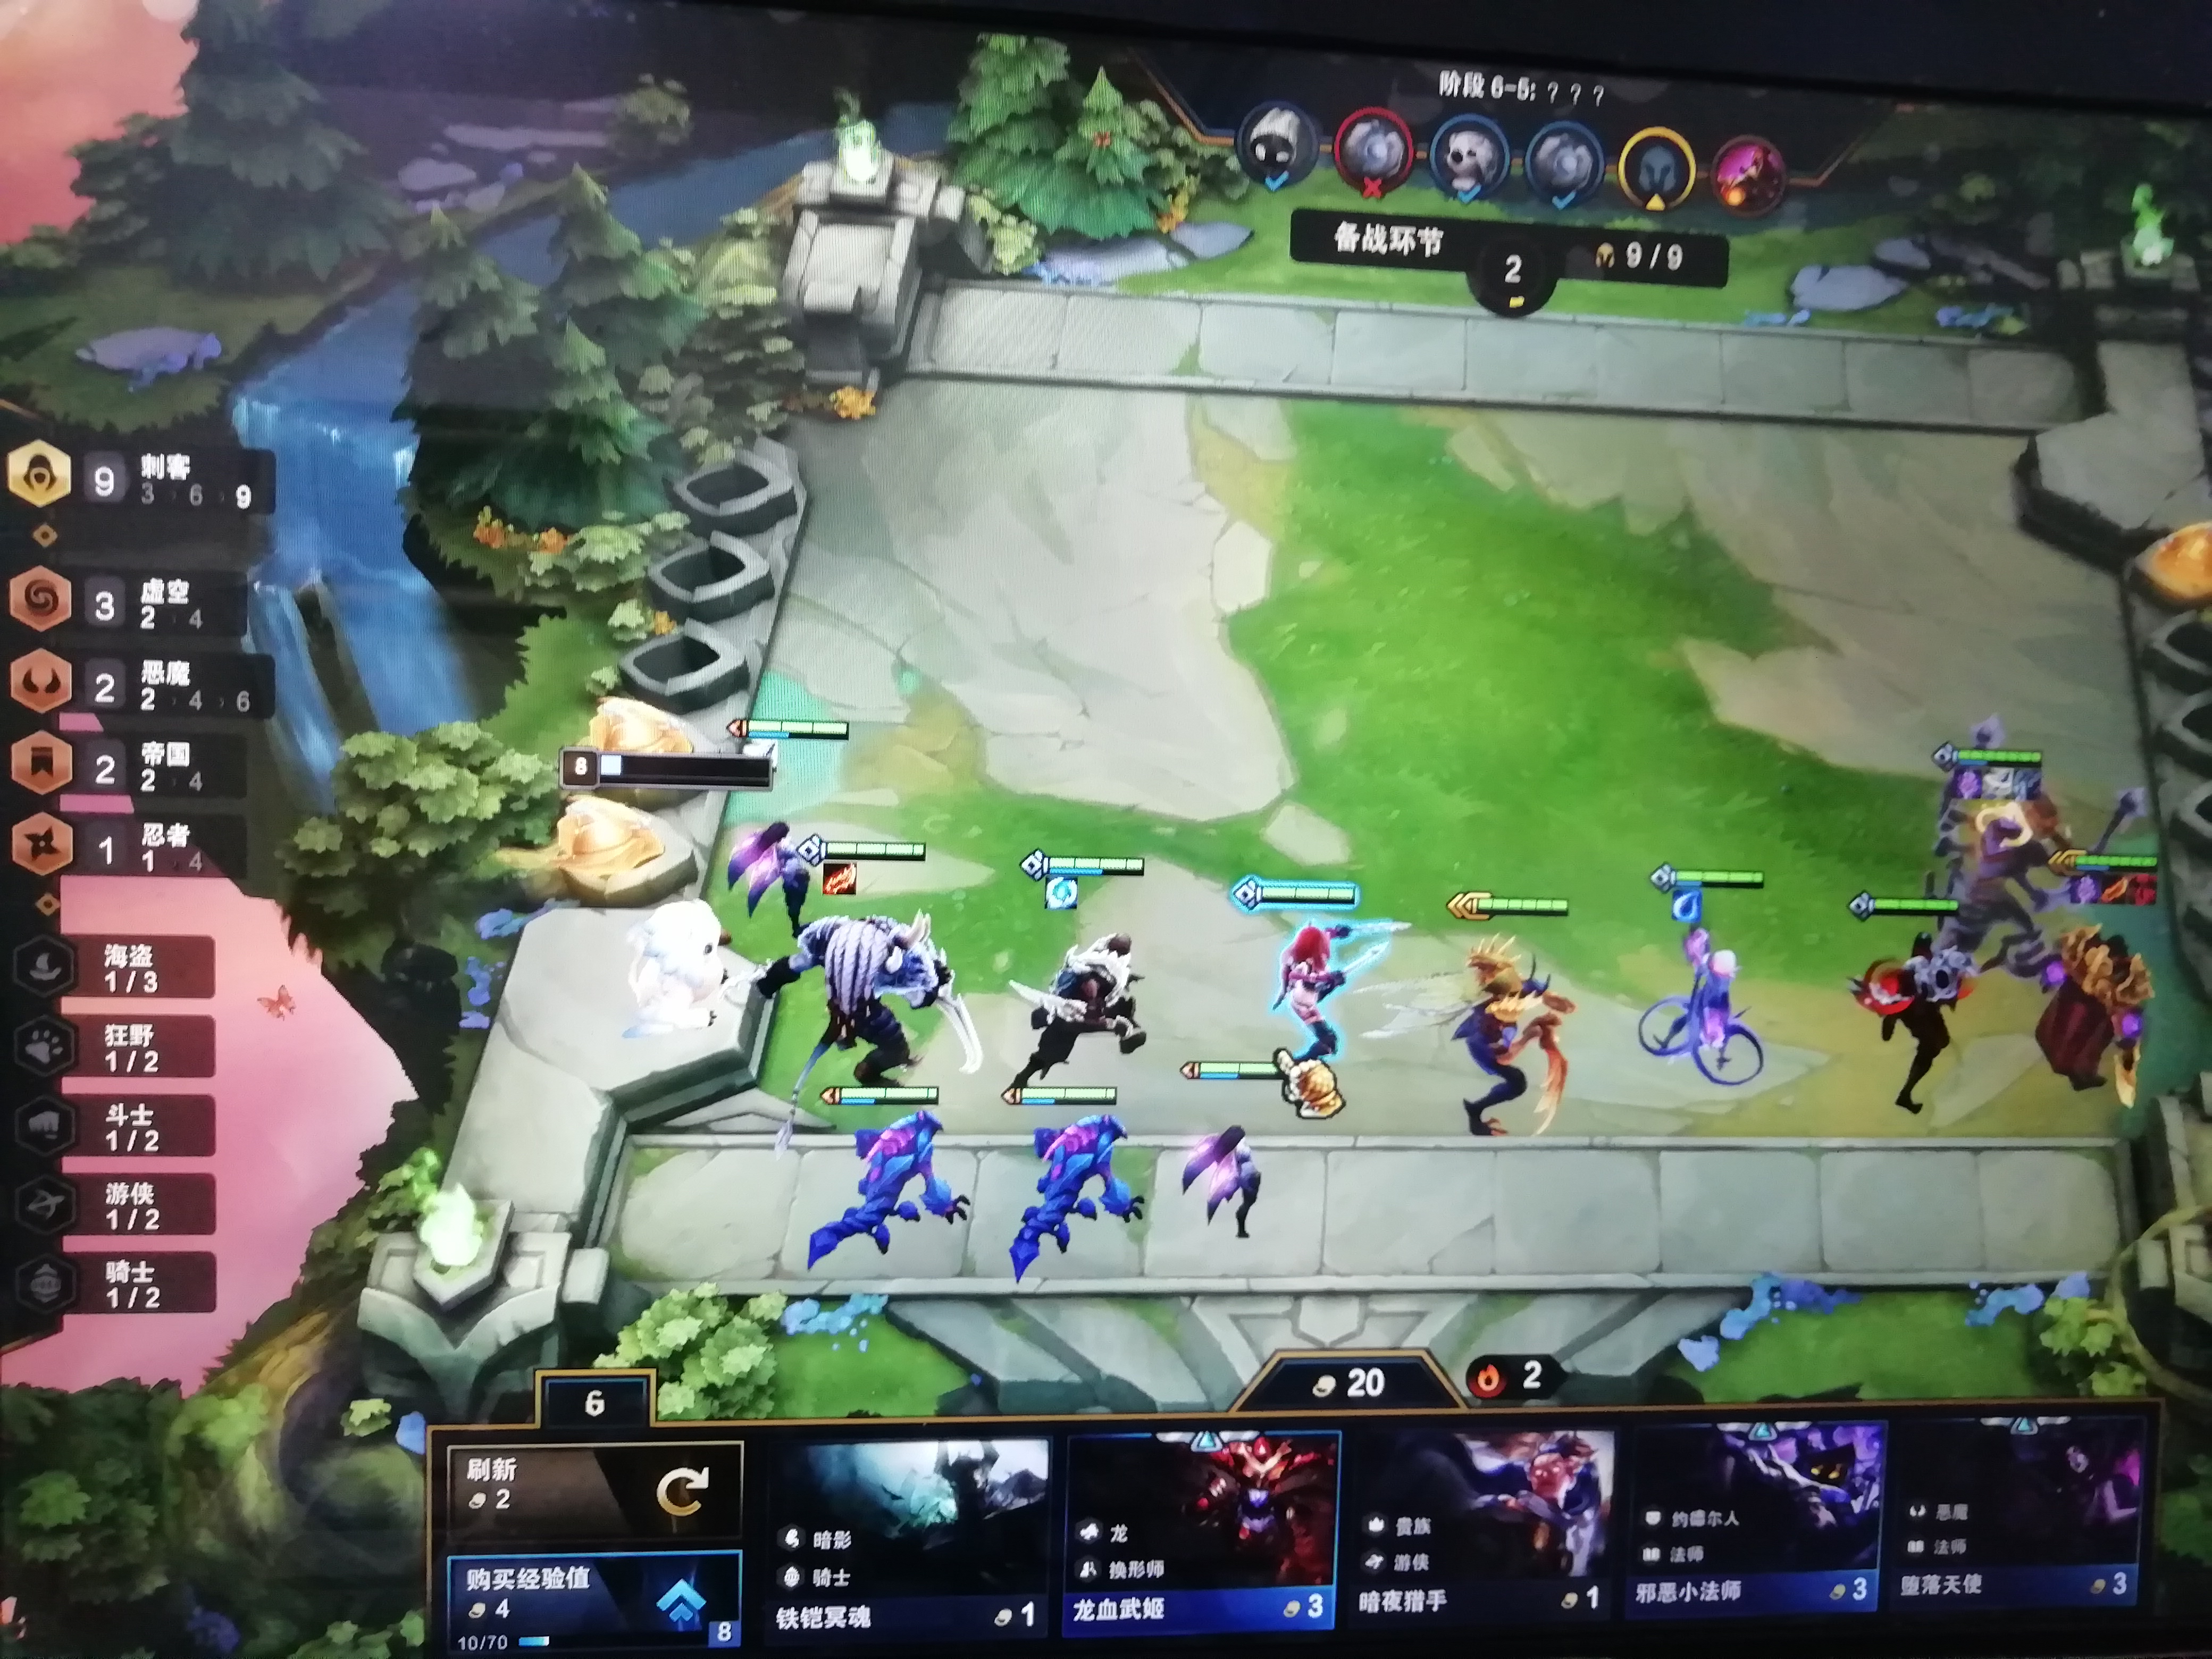 阶段 6-5: ? ? ?
备战环节
2
9 / 9
9 刺客
3 › 6 › 9
3 虚空
2 › 4
2 恶魔
2 › 4 › 6
2 帝国
2 › 4
1 忍者
1 › 4
海盗
1 / 3
狂野
1 / 2
斗士
1 / 2
游侠
1 / 2
骑士
1 / 2
8
6
20
2
刷新
2
购买经验值
4
10/70
8
暗影
骑士
铁铠冥魂 1
龙
换形师
龙血武姬 3
贵族
游侠
暗夜猎手 1
约德尔人
法师
邪恶小法师 3
恶魔
法师
堕落天使 3